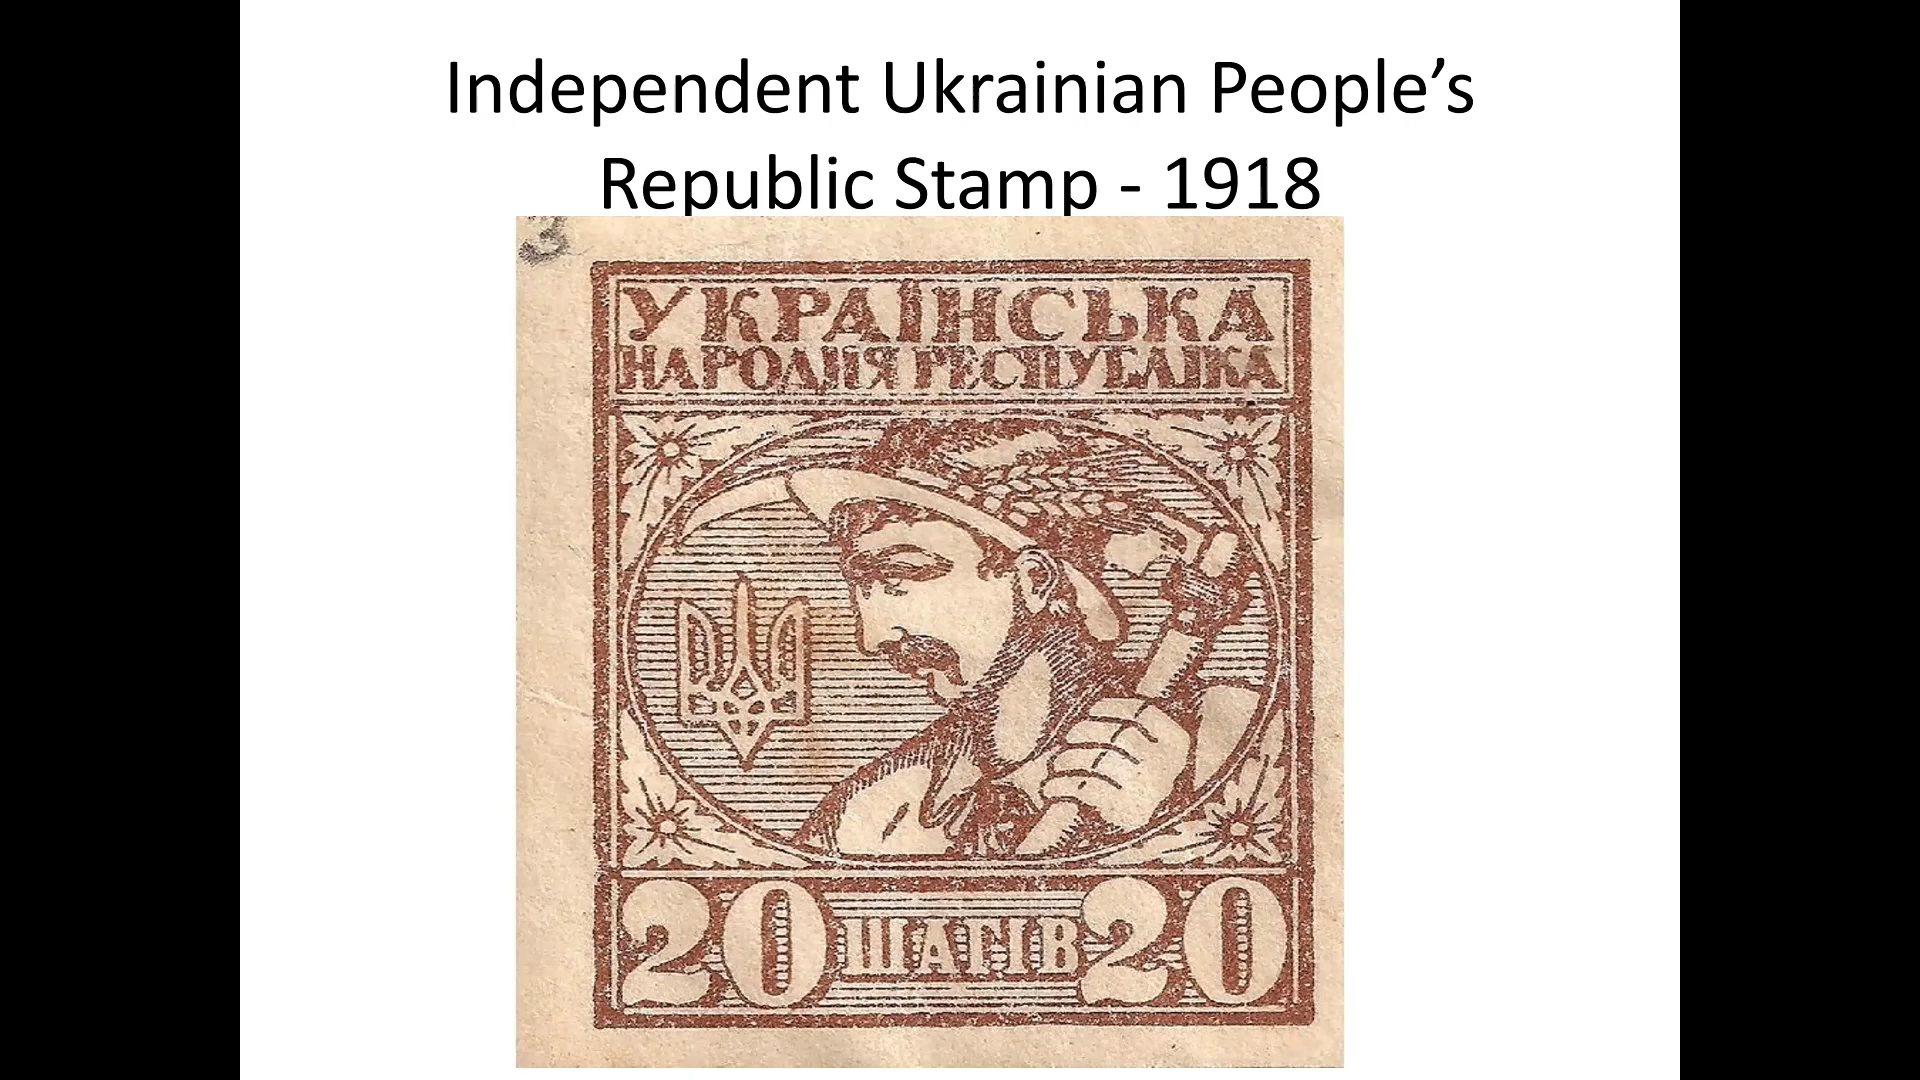 Independent Ukrainian People’s
Republic Stamp - 1918
З
УКРАЇНСЬКА
НАРОДНЯ РЕСПУБЛІКА
20 ШАГІВ 20